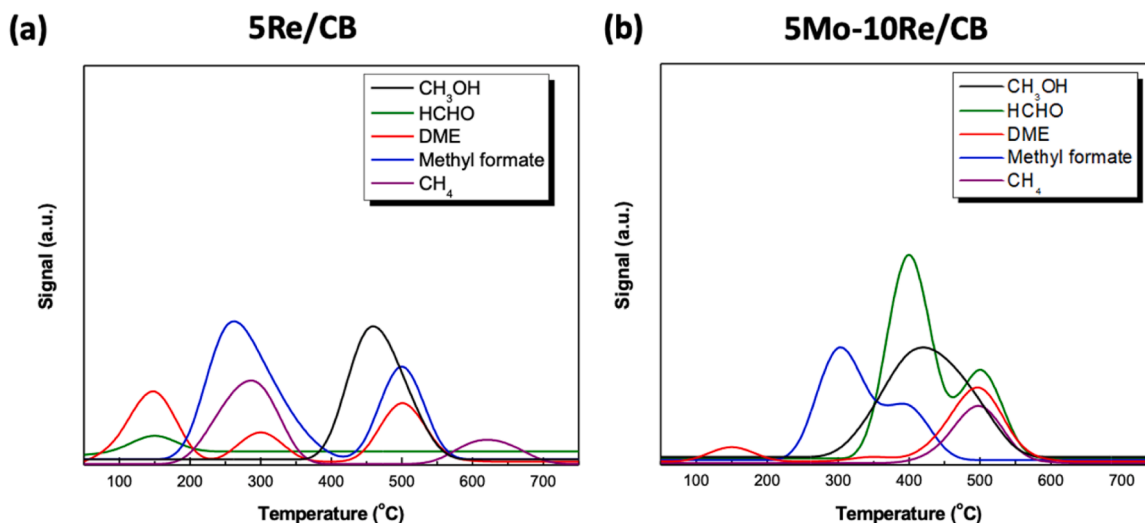 (a) 5Re/CB
CH₃OH
HCHO
DME
Methyl formate
CH₄
Signal (a.u.)
100 200 300 400 500 600 700
Temperature (°C)
(b) 5Mo-10Re/CB
CH₃OH
HCHO
DME
Methyl formate
CH₄
Signal (a.u.)
100 200 300 400 500 600 700
Temperature (°C)